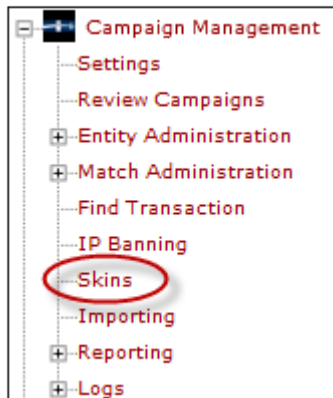 Campaign Management
Settings
Review Campaigns
Entity Administration
Match Administration
Find Transaction
IP Banning
Skins
Importing
Reporting
Logs